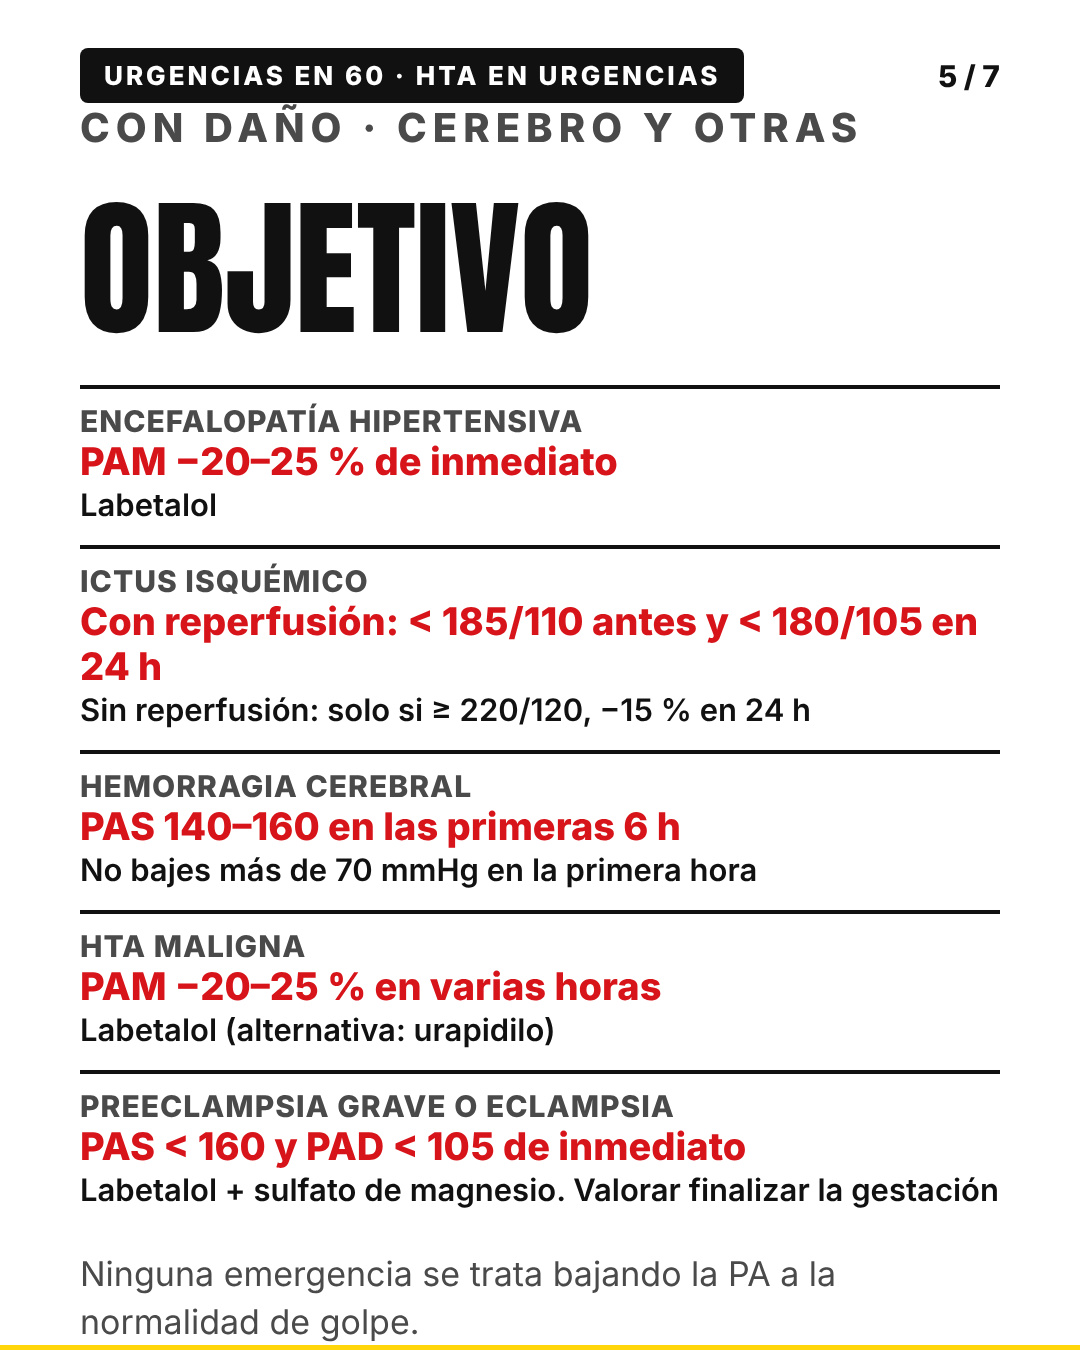 URGENCIAS EN 60 · HTA EN URGENCIAS
5 / 7
CON DAÑO · CEREBRO Y OTRAS
OBJETIVO
ENCEFALOPATÍA HIPERTENSIVA
PAM −20–25 % de inmediato
Labetalol
ICTUS ISQUÉMICO
Con reperfusión: < 185/110 antes y < 180/105 en
24 h
Sin reperfusión: solo si ≥ 220/120, −15 % en 24 h
HEMORRAGIA CEREBRAL
PAS 140–160 en las primeras 6 h
No bajes más de 70 mmHg en la primera hora
HTA MALIGNA
PAM −20–25 % en varias horas
Labetalol (alternativa: urapidilo)
PREECLAMPSIA GRAVE O ECLAMPSIA
PAS < 160 y PAD < 105 de inmediato
Labetalol + sulfato de magnesio. Valorar finalizar la gestación
Ninguna emergencia se trata bajando la PA a la
normalidad de golpe.